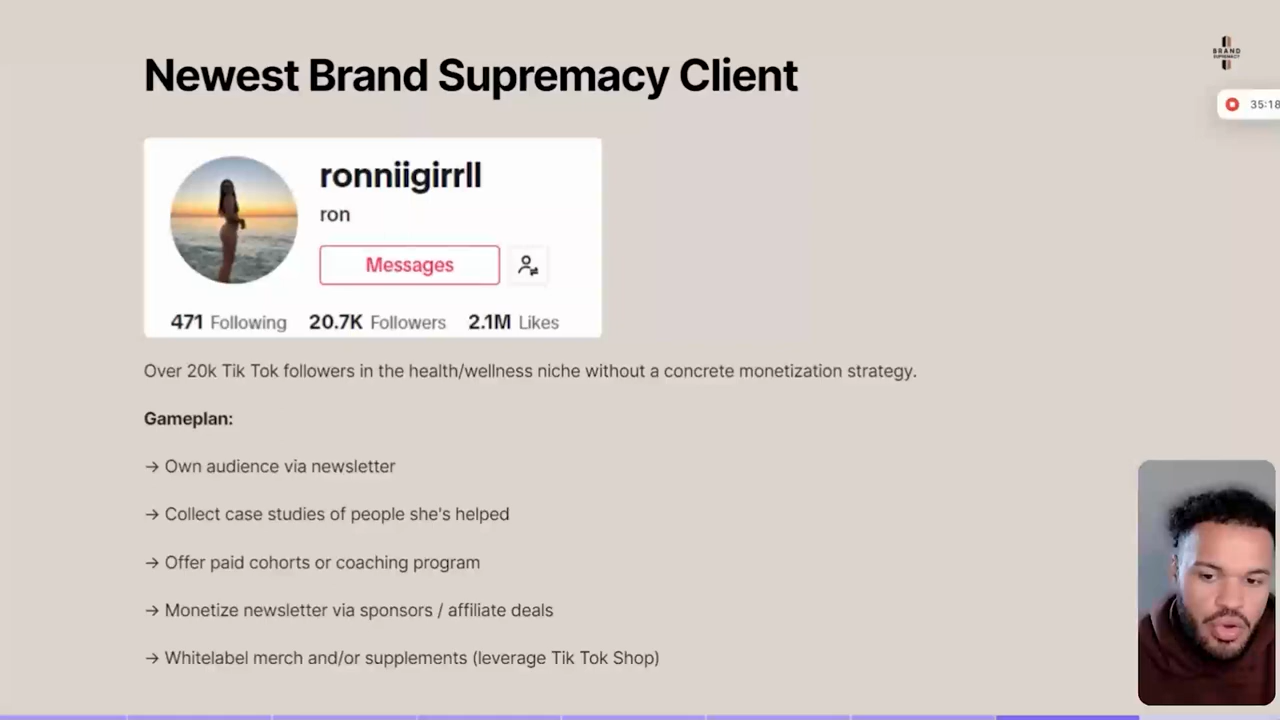 Newest Brand Supremacy Client
BRAND
SUPREMACY
35:18
ronniigirrll
ron
Messages
471 Following 20.7K Followers 2.1M Likes
Over 20k Tik Tok followers in the health/wellness niche without a concrete monetization strategy.
Gameplan:
→ Own audience via newsletter
→ Collect case studies of people she's helped
→ Offer paid cohorts or coaching program
→ Monetize newsletter via sponsors / affiliate deals
→ Whitelabel merch and/or supplements (leverage Tik Tok Shop)